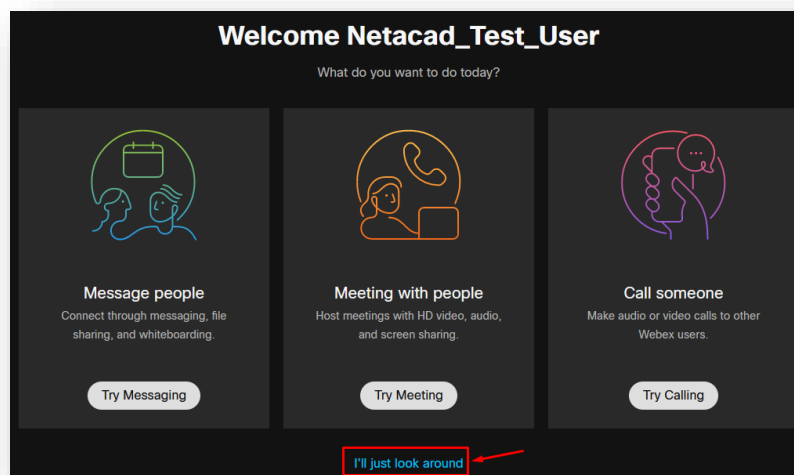 Welcome Netacad_Test_User
What do you want to do today?
Message people
Connect through messaging, file
sharing, and whiteboarding.
Try Messaging
Meeting with people
Host meetings with HD video, audio,
and screen sharing.
Try Meeting
Call someone
Make audio or video calls to other
Webex users.
Try Calling
I'll just look around